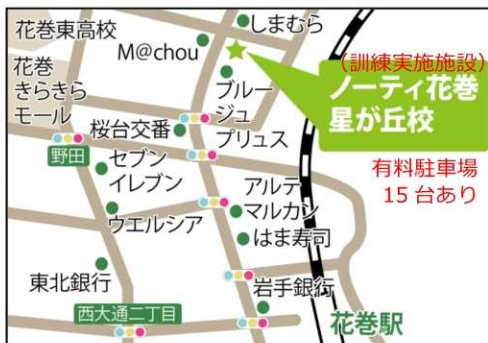 しまむら
花巻東高校
M@chou
(訓練実施施設)
ノーティ花巻
星が丘校
花巻
きらきら
モール
ブルー
ジュ
プリュス
桜台交番
野田
セブン
イレブン
有料駐車場
15台あり
アルテ
マルカン
ウエルシア
はま寿司
東北銀行
岩手銀行
西大通二丁目
花巻駅